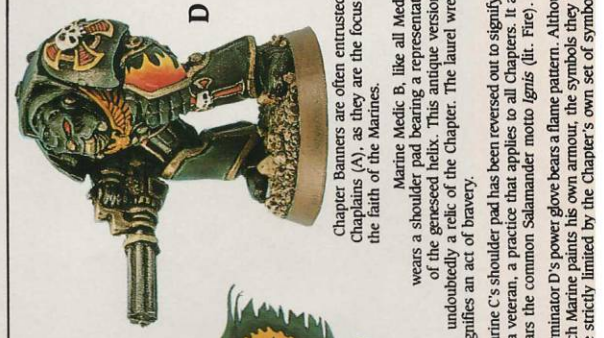 D
Chapter Banners are often entrusted
Chaplains (A), as they are the focus
the faith of the Marines.
Marine Medic B, like all Med
wears a shoulder pad bearing a representat
of the geneseed helix. This antique version
undoubtedly a relic of the Chapter. The laurel wre
gnifies an act of bravery.
arine C's shoulder pad has been reversed out to signify
a veteran, a practice that applies to all Chapters. It a
ars the common Salamander motto Ignis (lit. Fire).
rminator D's power glove bears a flame pattern. Althou
ch Marine paints his own armour, the symbols they
e strictly limited by the Chapter's own set of symbo